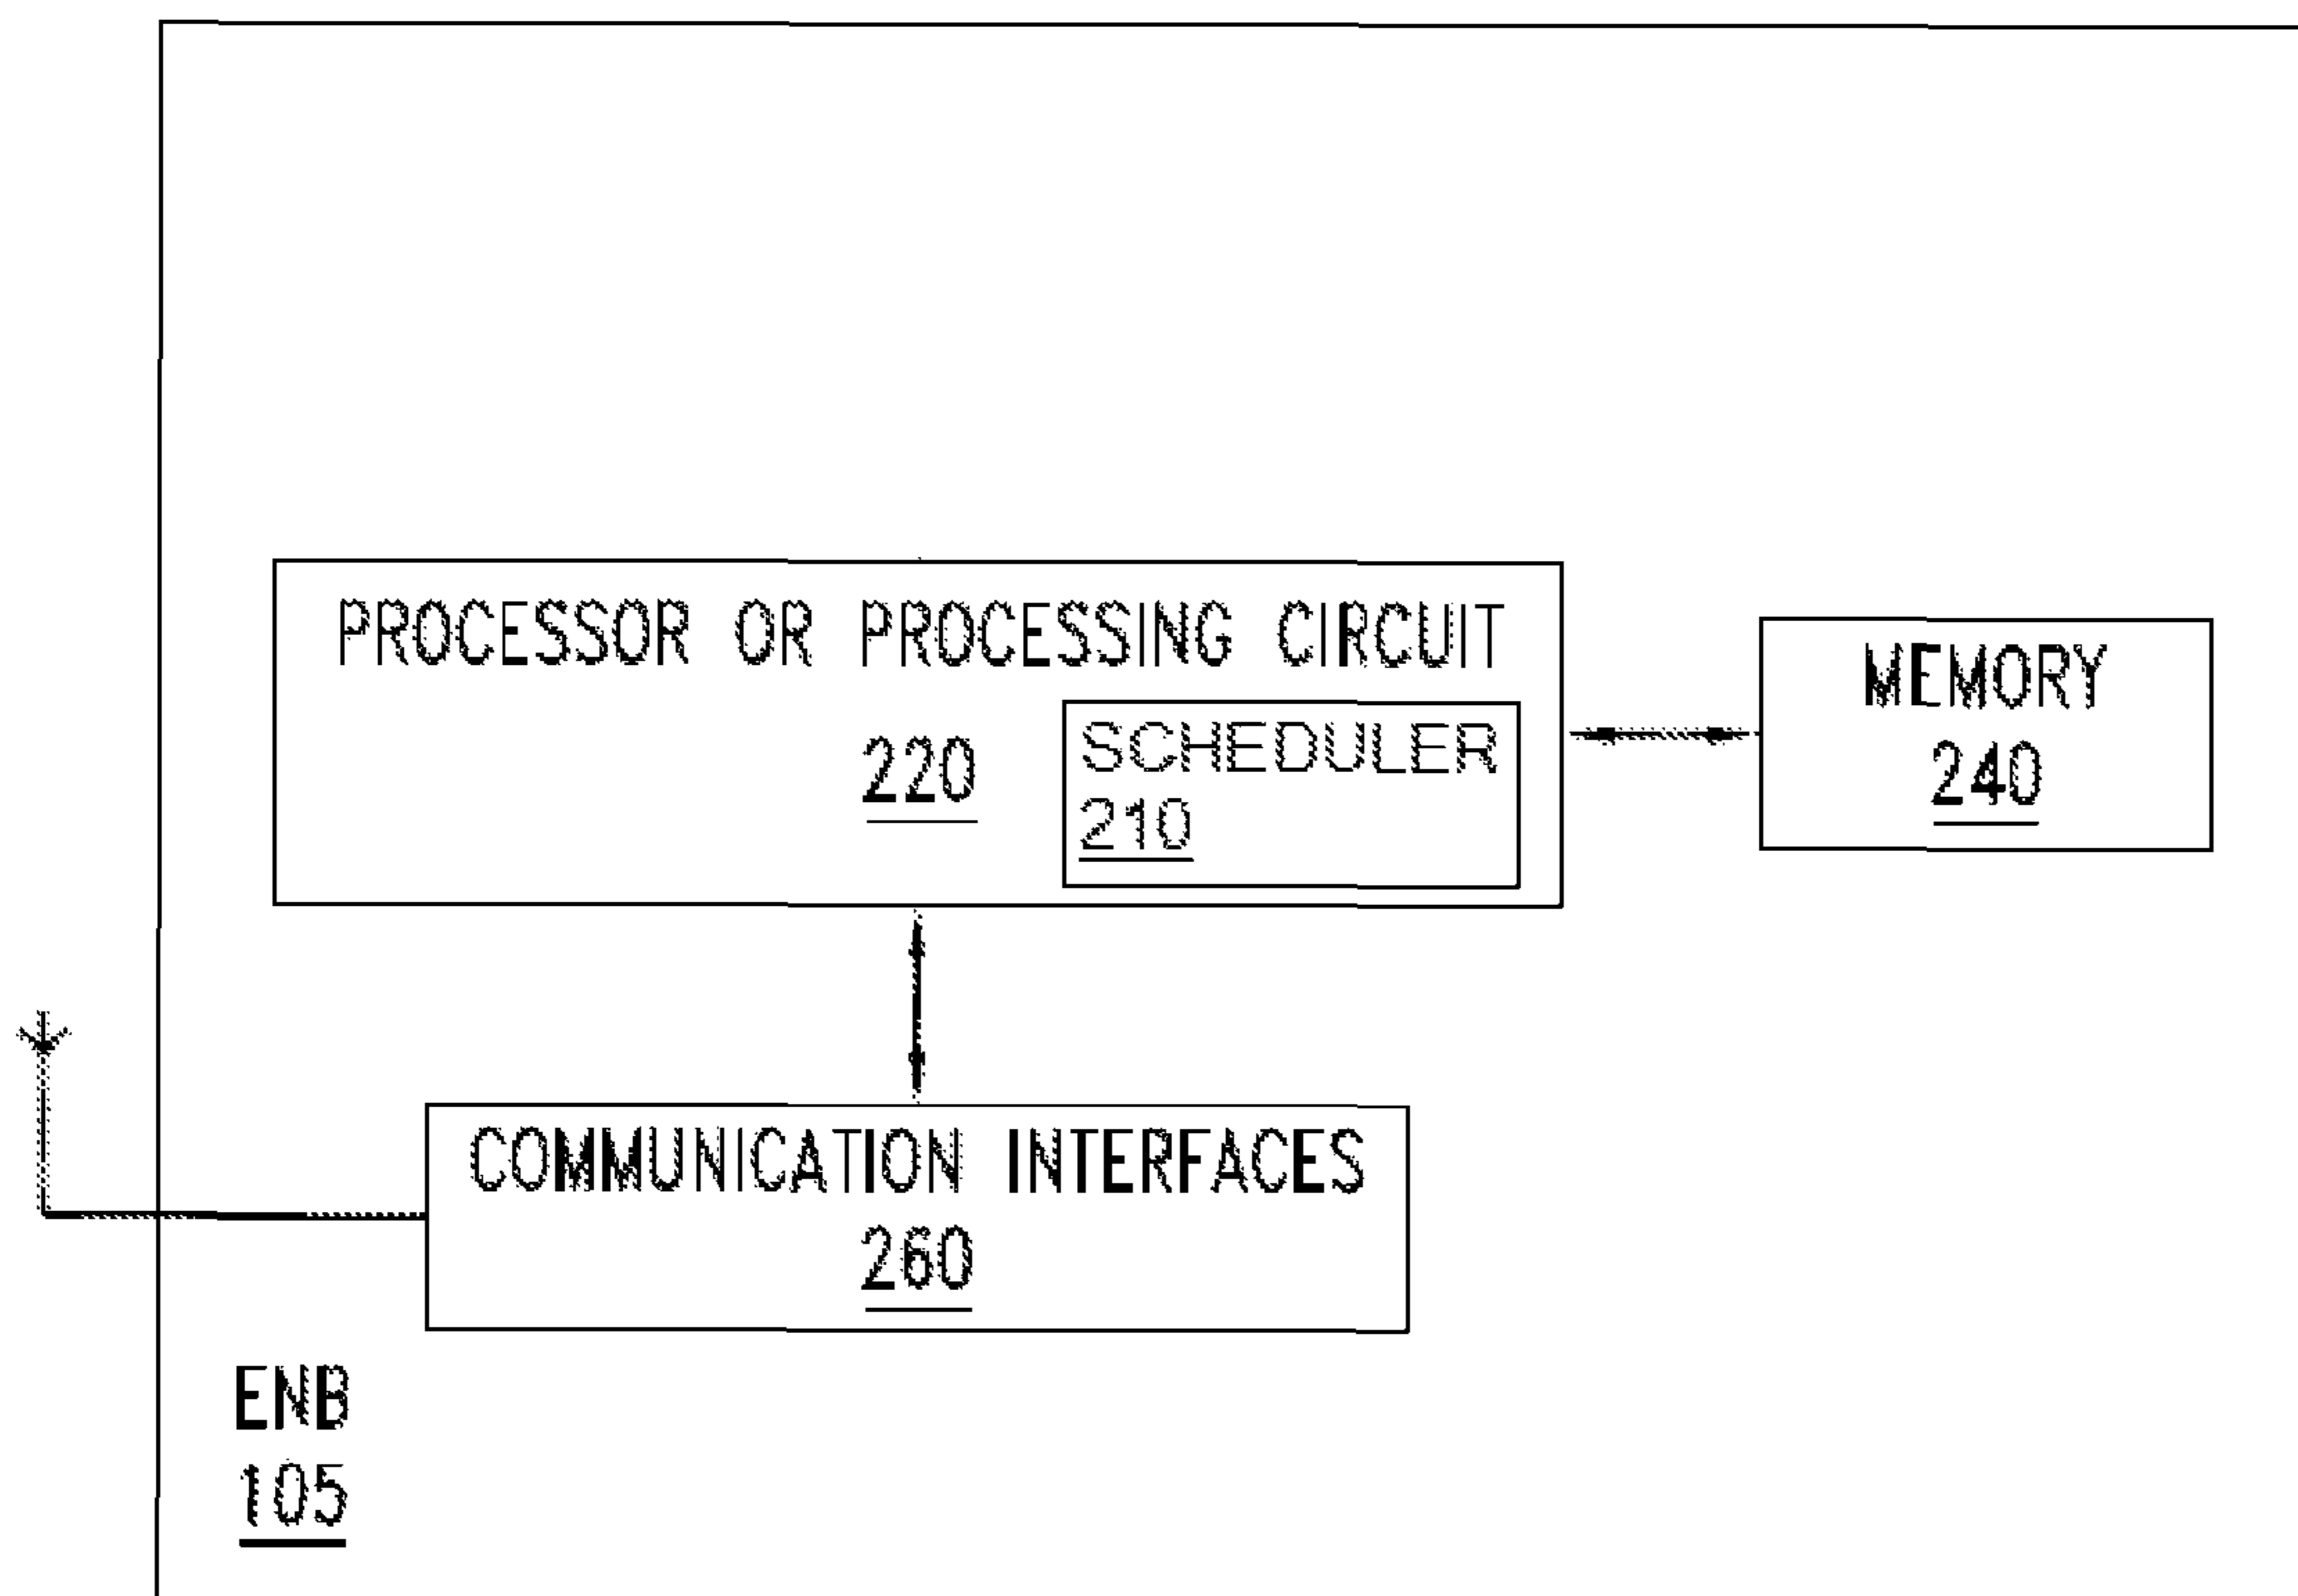 PROCESSOR OR PROCESSING CIRCUIT
220
SCHEDULER
210
MEMORY
240
COMMUNICATION INTERFACES
260
ENB
105